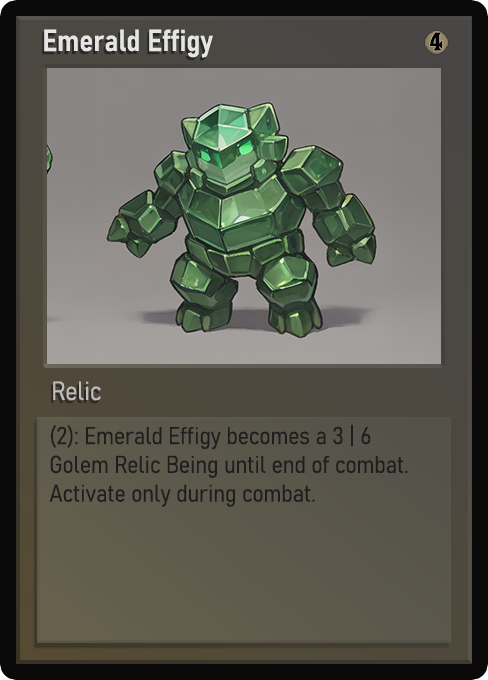 Emerald Effigy
4
Relic
(2): Emerald Effigy becomes a 3 | 6
Golem Relic Being until end of combat.
Activate only during combat.